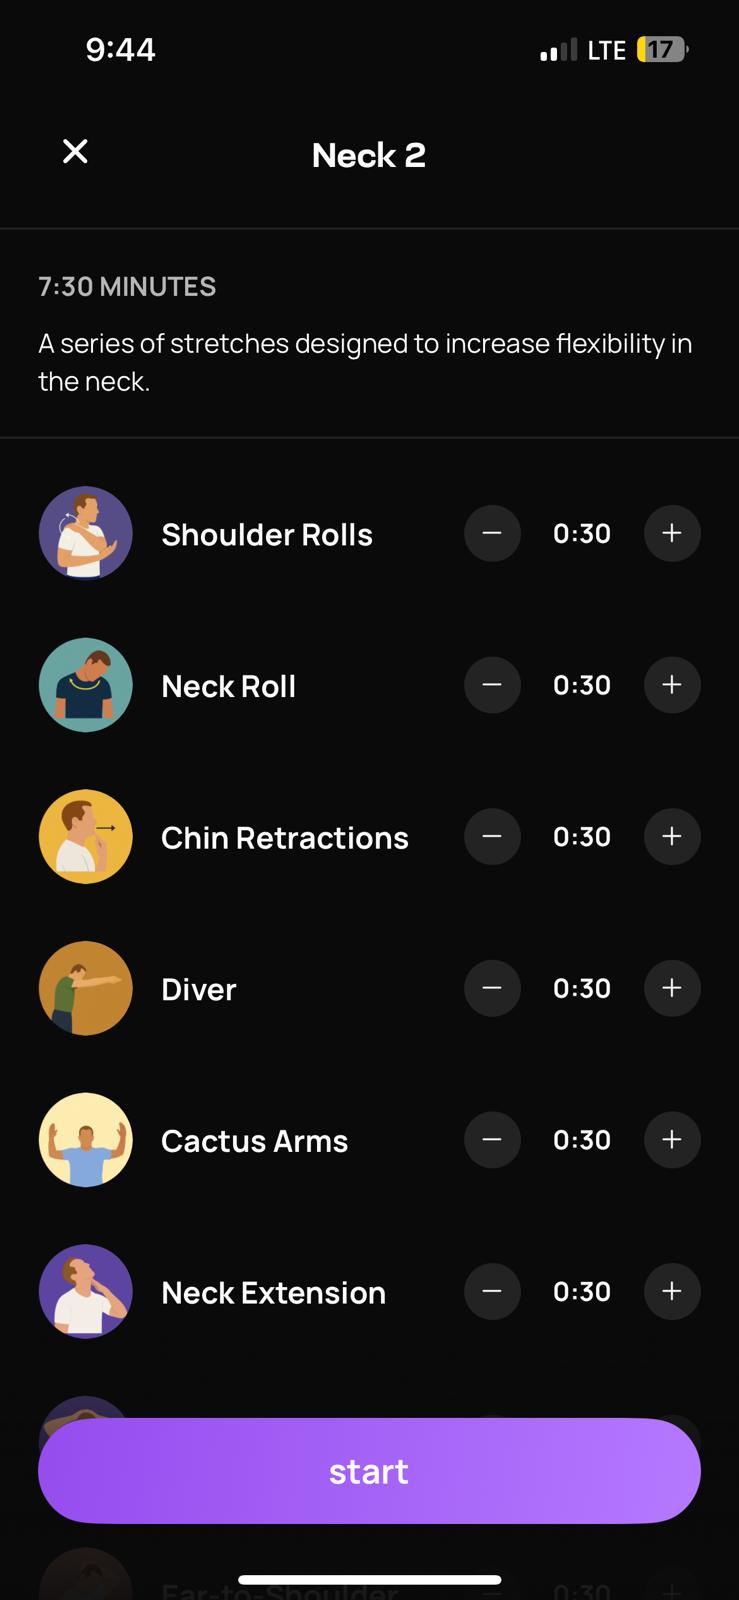 9:44
LTE
17
Neck 2
7:30 MINUTES
A series of stretches designed to increase flexibility in
the neck.
Shoulder Rolls
0:30
Neck Roll
0:30
Chin Retractions
0:30
Diver
0:30
Cactus Arms
0:30
Neck Extension
0:30
start
Ear-to-Shoulder
0:30